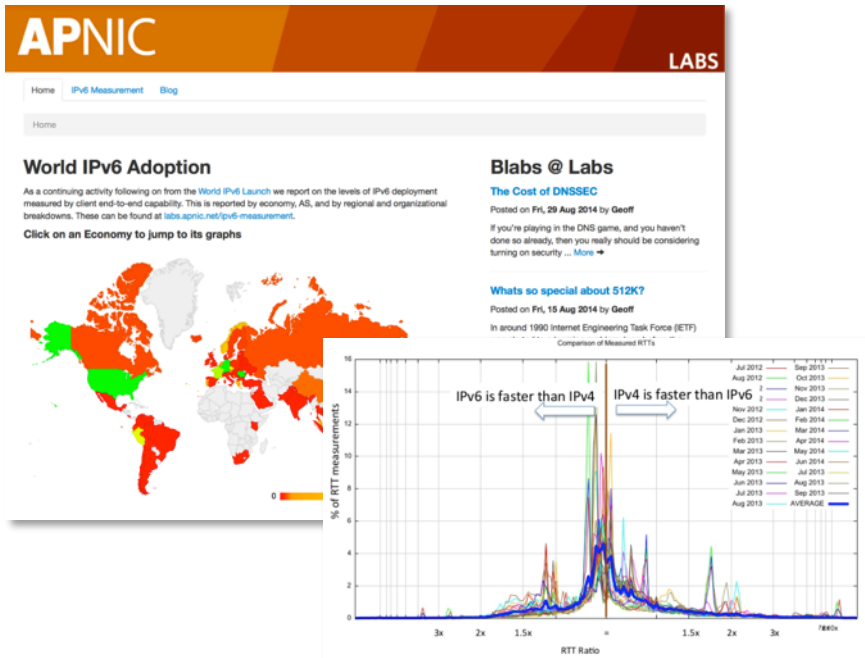 APNIC
LABS
Home IPv6 Measurement Blog
Home
World IPv6 Adoption
As a continuing activity following on from the World IPv6 Launch we report on the levels of IPv6 deployment
measured by client end-to-end capability. This is reported by economy, AS, and by regional and organizational
breakdowns. These can be found at labs.apnic.net/ipv6-measurement.
Click on an Economy to jump to its graphs
0
Blabs @ Labs
The Cost of DNSSEC
Posted on Fri, 29 Aug 2014 by Geoff
If you're playing in the DNS game, and you haven't
done so already, then you really should be considering
turning on security ... More ➔
Whats so special about 512K?
Posted on Fri, 15 Aug 2014 by Geoff
In around 1990 Internet Engineering Task Force (IETF)
Comparison of Measured RTTs
% of RTT measurements
16
14
12
10
8
6
4
2
0
IPv6 is faster than IPv4
IPv4 is faster than IPv6
Jul 2012
Aug 2012
2
2
Nov 2012
Dec 2012
Jan 2013
Feb 2013
Mar 2013
Apr 2013
May 2013
Jun 2013
Jul 2013
Aug 2013
Sep 2013
Oct 2013
Nov 2013
Dec 2013
Jan 2014
Feb 2014
Mar 2014
Apr 2014
May 2014
Jun 2014
Jul 2013
Aug 2013
Sep 2013
AVERAGE
3x 2x 1.5x = 1.5x 2x 3x
RTT Ratio